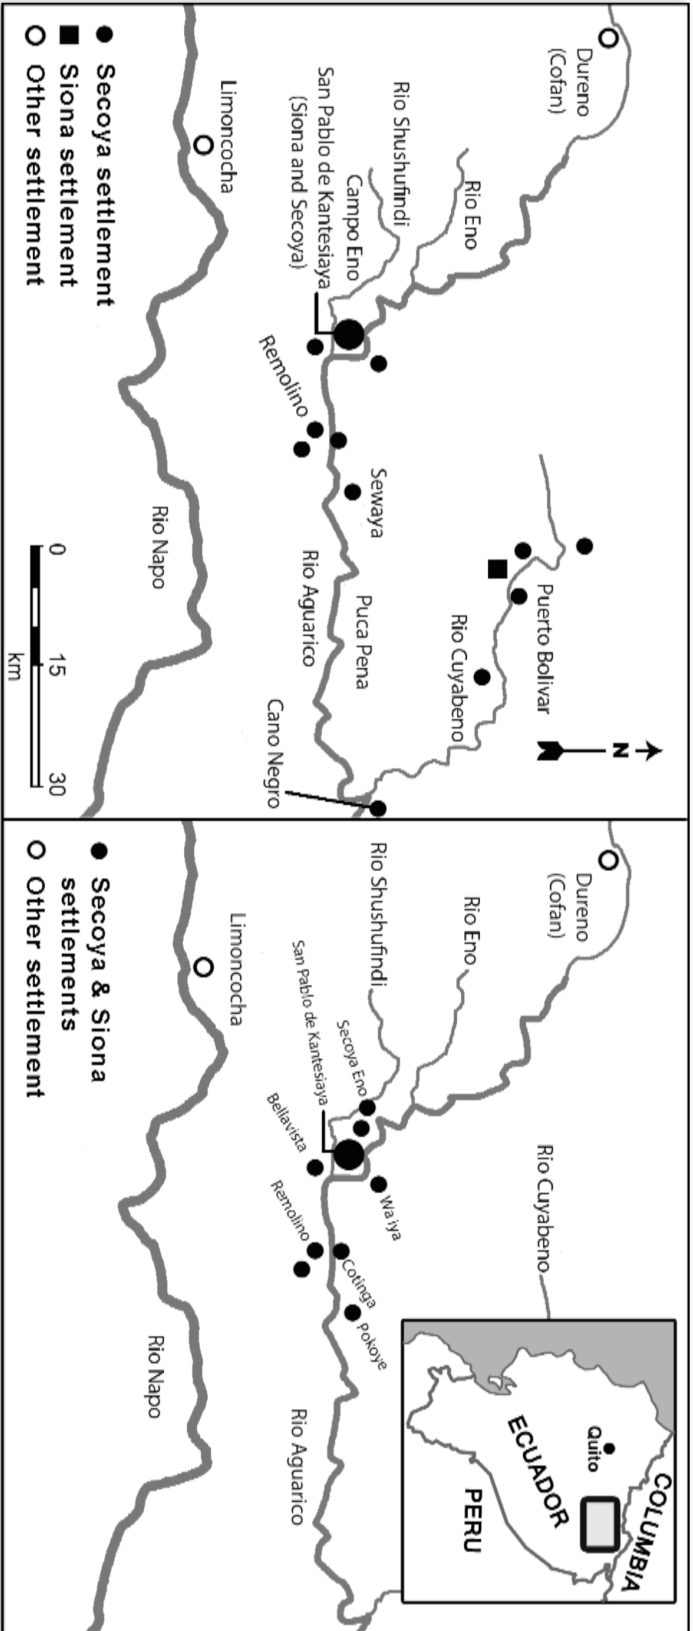 Dureno
(Cofan)
Rio Eno
Rio Shushufindi
Campo Eno
San Pablo de Kantesiaya
(Siona and Secoya)
Limoncocha
Remolino
Sewaya
Puerto Bolivar
Rio Cuyabeno
Puca Pena
Rio Aguarico
Cano Negro
Rio Napo
N
Secoya settlement
Siona settlement
Other settlement
0 15 30
km
Dureno
(Cofan)
Rio Eno
Rio Shushufindi
Secoya Eno
San Pablo de Kantesiaya
Bellavista
Limoncocha
Wa iya
Remolino
Cotinga
Pokoye
Rio Cuyabeno
Rio Aguarico
Rio Napo
COLUMBIA
Quito
ECUADOR
PERU
Secoya & Siona
settlements
Other settlement